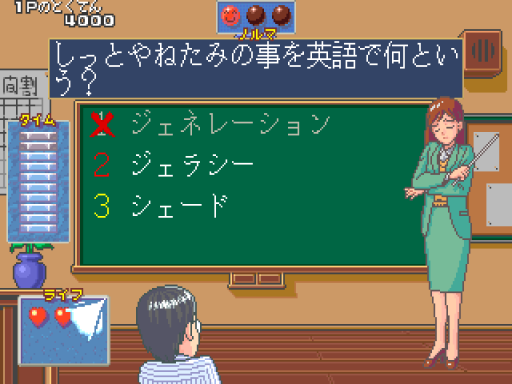 1Pのとくてん
4000
ノルマ
しっとやねたみの事を英語で何とい
う?
時間割
タイム
1 ジェネレーション
2 ジェラシー
3 シェード
ライフ